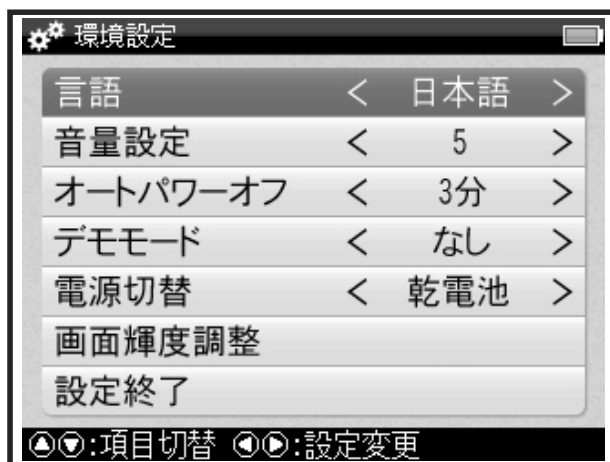 環境設定
言語 < 日本語 >
音量設定 < 5 >
オートパワーオフ < 3分 >
デモモード < なし >
電源切替 < 乾電池 >
画面輝度調整
設定終了
▲▼:項目切替 ◀▶:設定変更